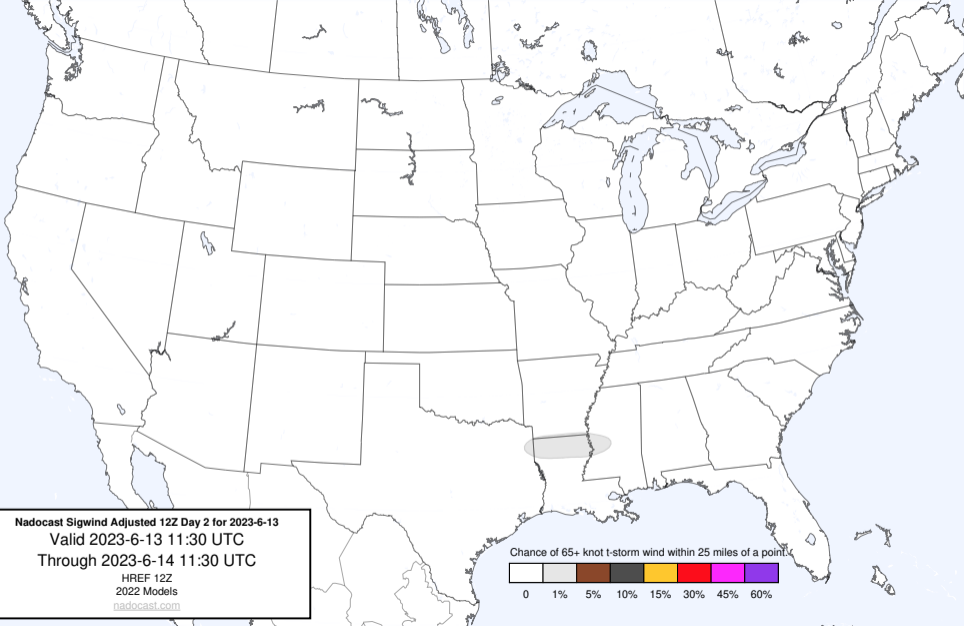 Nadocast Sigwind Adjusted 12Z Day 2 for 2023-6-13
Valid 2023-6-13 11:30 UTC
Through 2023-6-14 11:30 UTC
HREF 12Z
2022 Models
nadocast.com
Chance of 65+ knot t-storm wind within 25 miles of a point.
0 1% 5% 10% 15% 30% 45% 60%